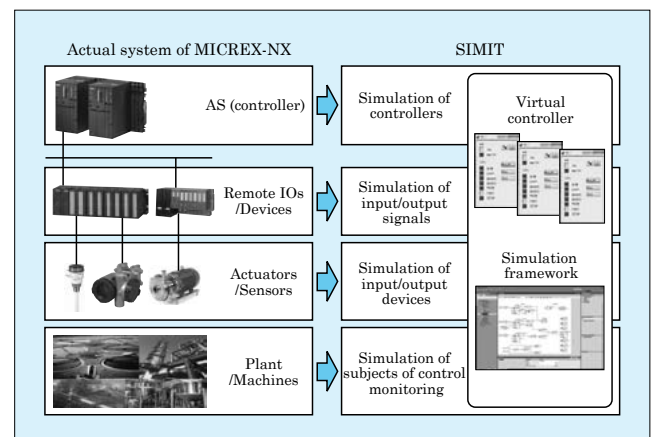 Actual system of MICREX-NX
SIMIT
AS (controller)
Simulation of
controllers
Virtual
controller
Remote IOs
/Devices
Simulation of
input/output
signals
Actuators
/Sensors
Simulation of
input/output
devices
Simulation
framework
Plant
/Machines
Simulation of
subjects of control
monitoring